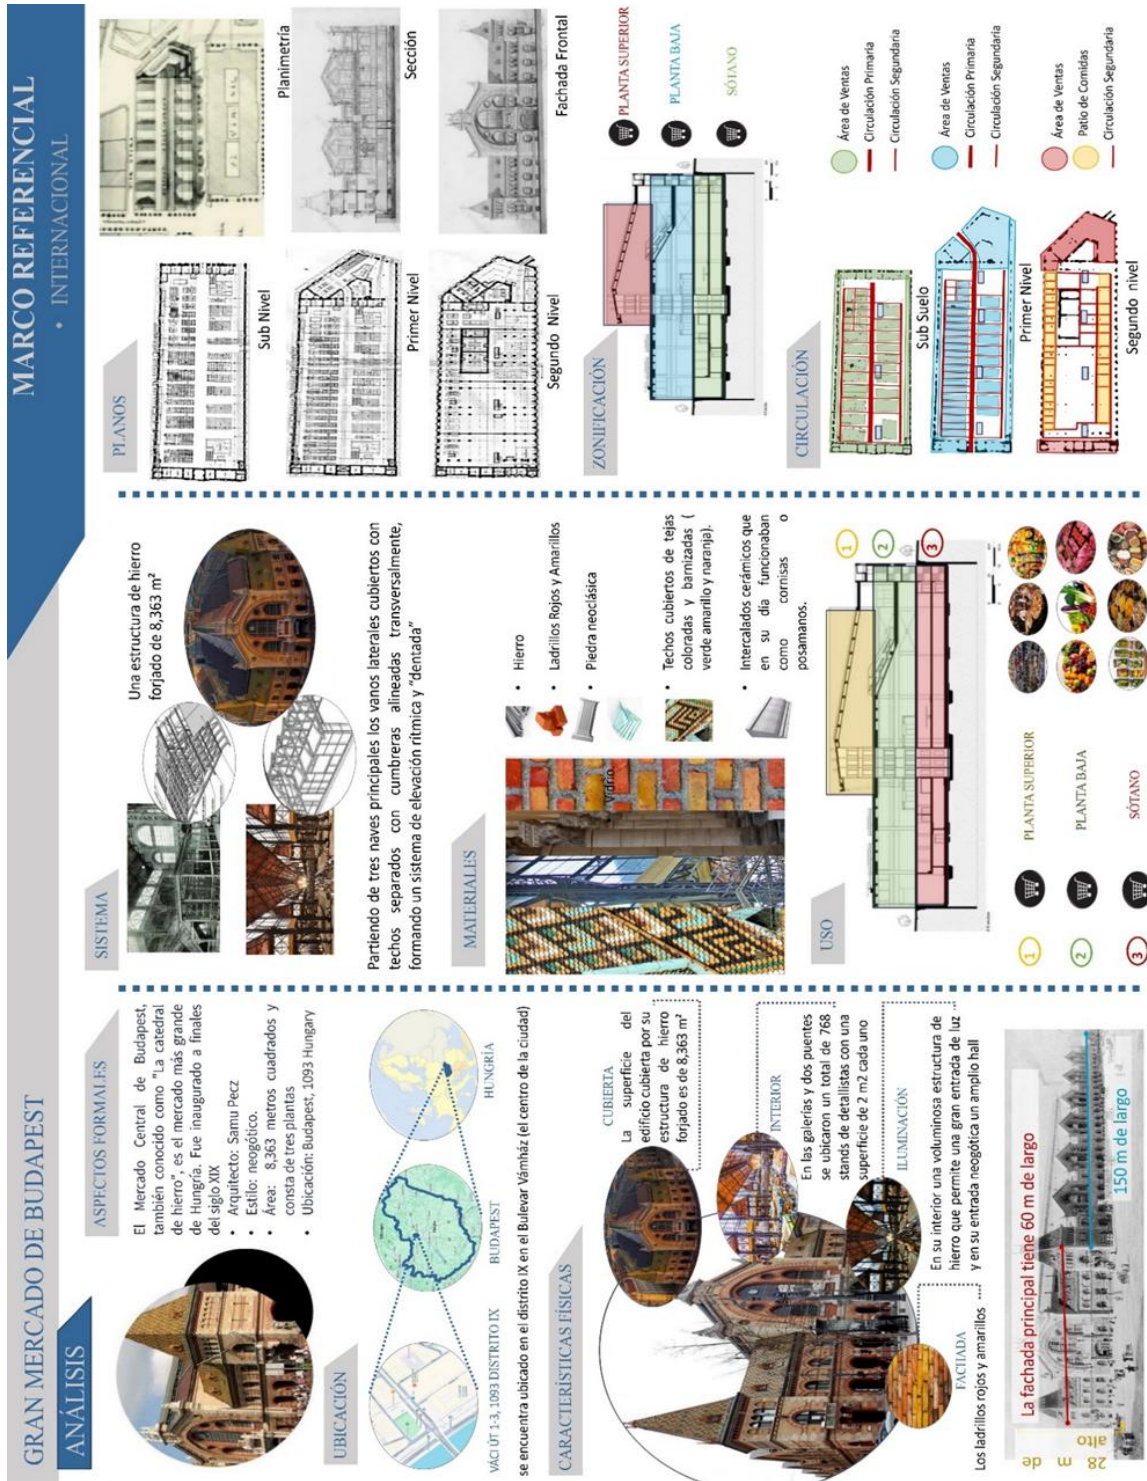 GRAN MERCADO DE BUDAPEST
MARCO REFERENCIAL
• INTERNACIONAL
ANÁLISIS
ASPECTOS FORMALES
El Mercado Central de Budapest,
también conocido como "La catedral
de hierro", es el mercado más grande
de Hungría. Fue inaugurado a finales
del siglo XIX
• Arquitecto: Samu Pecz
• Estilo: neogótico.
• Área: 8,363 metros cuadrados y
consta de tres plantas
• Ubicación: Budapest, 1093 Hungary
UBICACIÓN
VÁCI ÚT 1-3, 1093 DISTRITO IX
BUDAPEST
HUNGRÍA
se encuentra ubicado en el distrito IX en el Bulevar Vámház (el centro de la ciudad)
CARACTERÍSTICAS FÍSICAS
CUBIERTA
La superficie del
edificio cubierta por su
estructura de hierro
forjado es de 8,363 m²
INTERIOR
En las galerías y dos puentes
se ubicaron un total de 768
stands de detallistas con una
superficie de 2 m2 cada uno
ILUMINACIÓN
En su interior una voluminosa estructura de
hierro que permite una gran entrada de luz
y en su entrada neogótica un amplio hall
FACHADA
Los ladrillos rojos y amarillos
La fachada principal tiene 60 m de largo
150 m de largo
28 m de
alto
SISTEMA
Una estructura de hierro
forjado de 8,363 m²
Partiendo de tres naves principales los vanos laterales cubiertos con
techos separados con cumbreras alineadas transversalmente,
formando un sistema de elevación rítmica y "dentada"
MATERIALES
• Hierro
• Ladrillos Rojos y Amarillos
• Piedra neoclásica
Vidrio
• Techos cubiertos de tejas
coloradas y barnizadas (
verde amarillo y naranja).
• Intercalados cerámicos que
en su día funcionaban
como cornisas o
posamanos.
USO
1
2
3
1 PLANTA SUPERIOR
2 PLANTA BAJA
3 SÓTANO
PLANOS
Sub Nivel
Planimetría
Primer Nivel
Sección
Segundo Nivel
Fachada Frontal
ZONIFICACIÓN
PLANTA SUPERIOR
PLANTA BAJA
SÓTANO
CIRCULACIÓN
Sub Suelo
Área de Ventas
Circulación Primaria
Circulación Segundaria
Primer Nivel
Área de Ventas
Circulación Primaria
Circulación Segundaria
Segundo nivel
Área de Ventas
Patio de Comidas
Circulación Segundaria